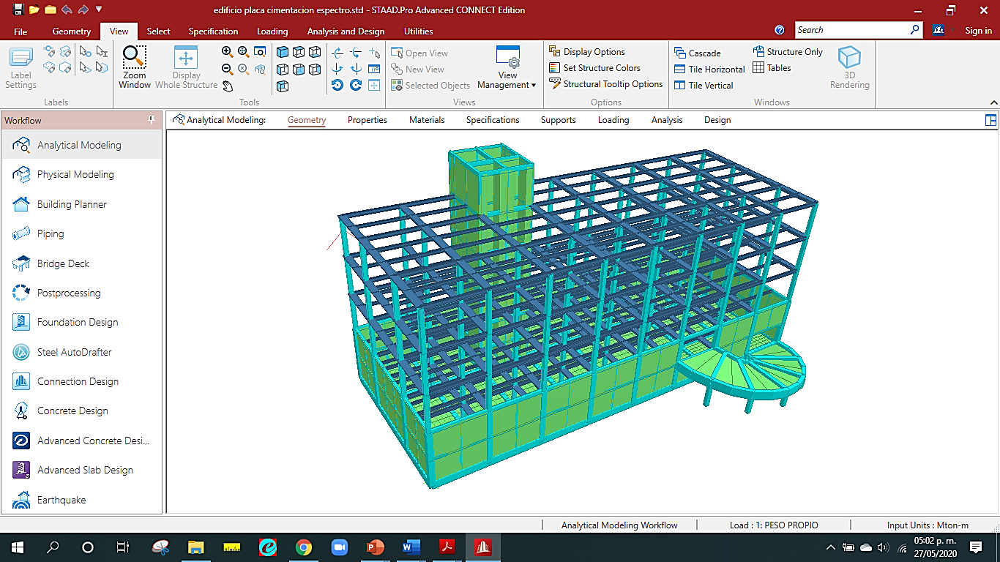 edificio placa cimentacion espectro.std - STAAD.Pro Advanced CONNECT Edition
File Geometry View Select Specification Loading Analysis and Design Utilities Search Sign in
Label Settings
Labels
Zoom Window
Display Whole Structure
Tools
Open View
New View
Selected Objects
View Management
Views
Display Options
Set Structure Colors
Structural Tooltip Options
Options
Cascade
Tile Horizontal
Tile Vertical
Structure Only
Tables
3D Rendering
Windows
Workflow
Analytical Modeling: Geometry Properties Materials Specifications Supports Loading Analysis Design
Analytical Modeling
Physical Modeling
Building Planner
Piping
Bridge Deck
Postprocessing
Foundation Design
Steel AutoDrafter
Connection Design
Concrete Design
Advanced Concrete Desi...
Advanced Slab Design
Earthquake
Analytical Modeling Workflow Load : 1: PESO PROPIO Input Units : Mton-m
05:02 p. m.
27/05/2020